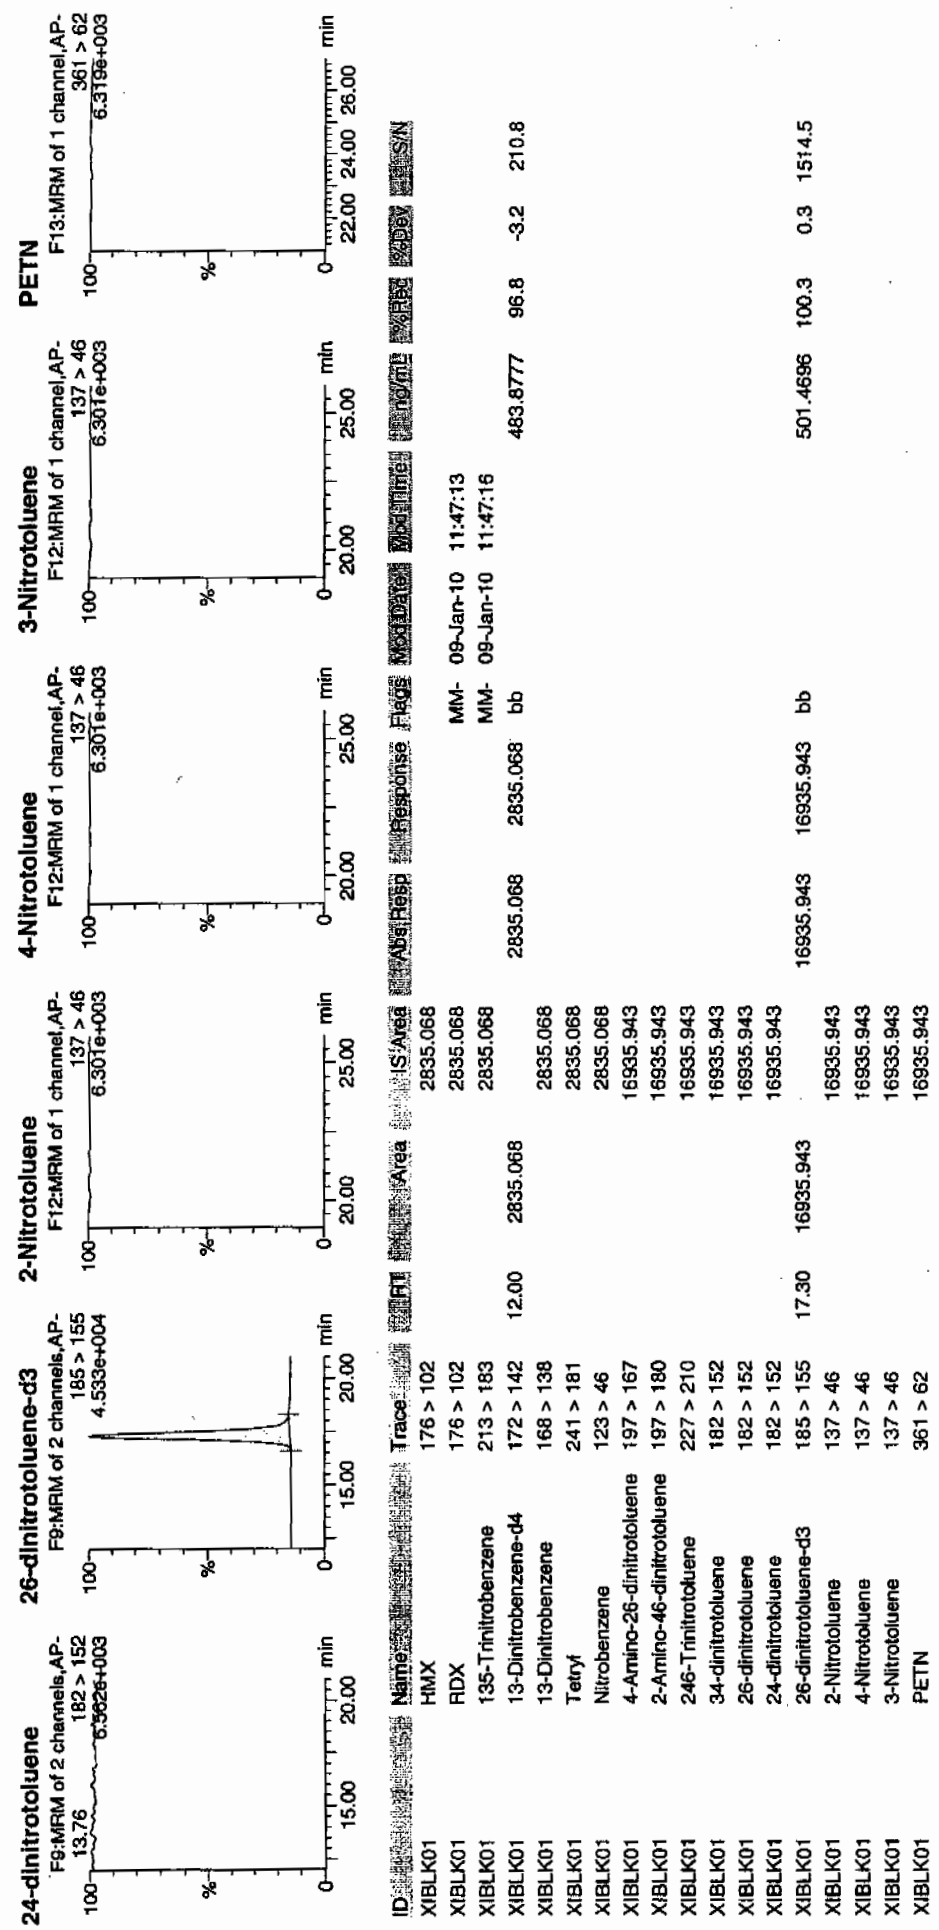 24-dinitrotoluene
F9:MRM of 2 channels,AP-
182 > 152
13.76
6.562e+003
100
%
0
15.00 20.00 min
26-dinitrotoluene-d3
F9:MRM of 2 channels,AP-
185 > 155
4.533e+004
100
%
0
15.00 20.00 min
2-Nitrotoluene
F12:MRM of 1 channel,AP-
137 > 46
6.301e+003
100
%
0
20.00 25.00 min
4-Nitrotoluene
F12:MRM of 1 channel,AP-
137 > 46
6.301e+003
100
%
0
20.00 25.00 min
3-Nitrotoluene
F12:MRM of 1 channel,AP-
137 > 46
6.301e+003
100
%
0
20.00 25.00 min
PETN
F13:MRM of 1 channel,AP-
361 > 62
6.319e+003
100
%
0
22.00 24.00 26.00 min
ID Name Trace RT Area IS Area Abs.Resp Response Flags Mod.Date Mod.Time ng/mL %Rec %Dev S/N
XIBLK01 HMX 176 > 102 2835.068
XIBLK01 RDX 176 > 102 2835.068 MM- 09-Jan-10 11:47:13
XIBLK01 135-Trinitrobenzene 213 > 183 2835.068 MM- 09-Jan-10 11:47:16
XIBLK01 13-Dinitrobenzene-d4 172 > 142 12.00 2835.068 2835.068 2835.068 bb 483.8777 96.8 -3.2 210.8
XIBLK01 13-Dinitrobenzene 168 > 138 2835.068
XIBLK01 Tetryl 241 > 181 2835.068
XIBLK01 Nitrobenzene 123 > 46 2835.068
XIBLK01 4-Amino-26-dinitrotoluene 197 > 167 16935.943
XIBLK01 2-Amino-46-dinitrotoluene 197 > 180 16935.943
XIBLK01 246-Trinitrotoluene 227 > 210 16935.943
XIBLK01 34-dinitrotoluene 182 > 152 16935.943
XIBLK01 26-dinitrotoluene 182 > 152 16935.943
XIBLK01 24-dinitrotoluene 182 > 152 16935.943
XIBLK01 26-dinitrotoluene-d3 185 > 155 17.30 16935.943 16935.943 16935.943 bb 501.4696 100.3 0.3 1514.5
XIBLK01 2-Nitrotoluene 137 > 46 16935.943
XIBLK01 4-Nitrotoluene 137 > 46 16935.943
XIBLK01 3-Nitrotoluene 137 > 46 16935.943
XIBLK01 PETN 361 > 62 16935.943